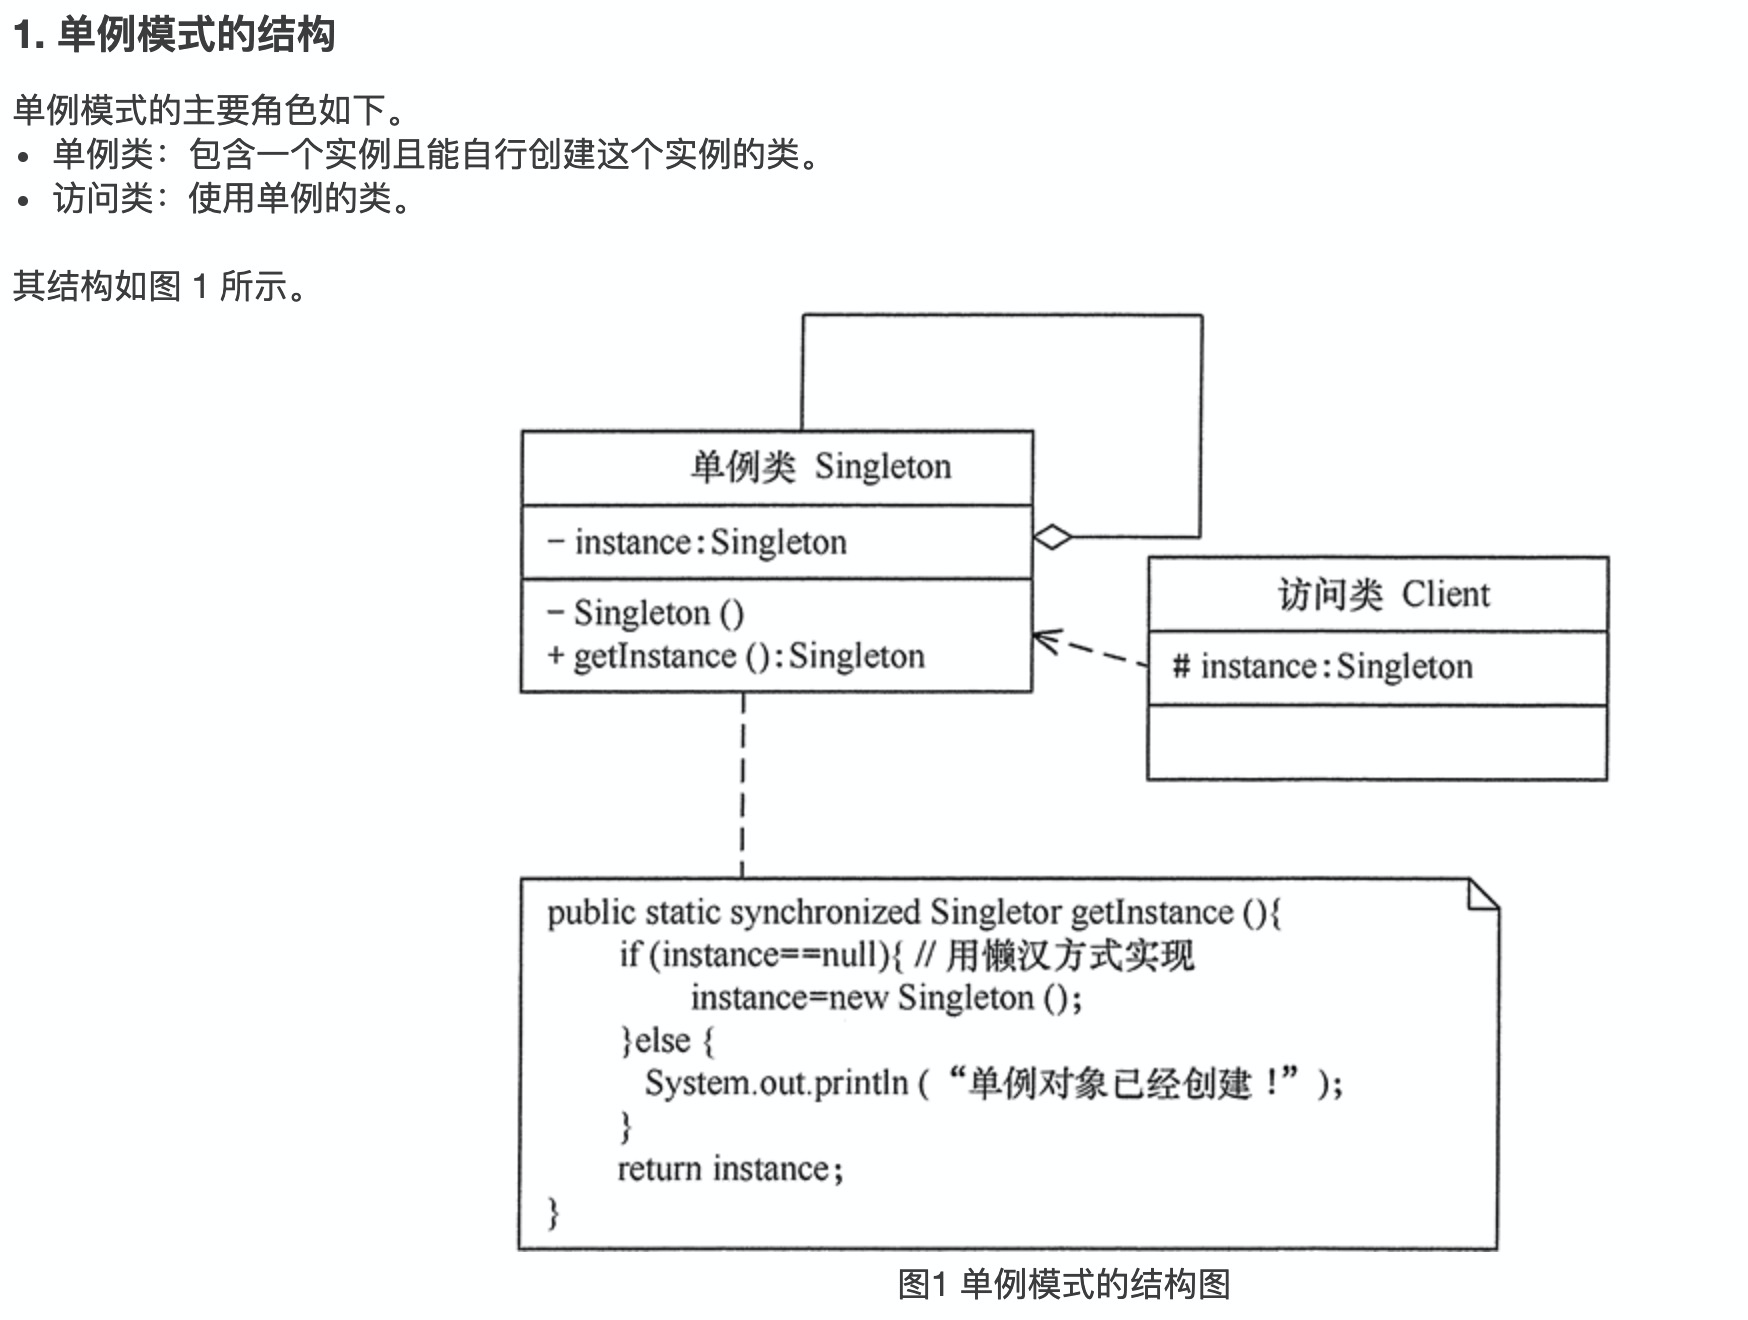 1. 单例模式的结构
单例模式的主要角色如下。
• 单例类：包含一个实例且能自行创建这个实例的类。
• 访问类：使用单例的类。
其结构如图 1 所示。
单例类 Singleton
− instance:Singleton
− Singleton ()
+ getInstance ():Singleton
访问类 Client
# instance:Singleton
public static synchronized Singletor getInstance (){
if (instance==null){ // 用懒汉方式实现
instance=new Singleton ();
}else {
System.out.println ( “单例对象已经创建！” );
}
return instance;
}
图1 单例模式的结构图